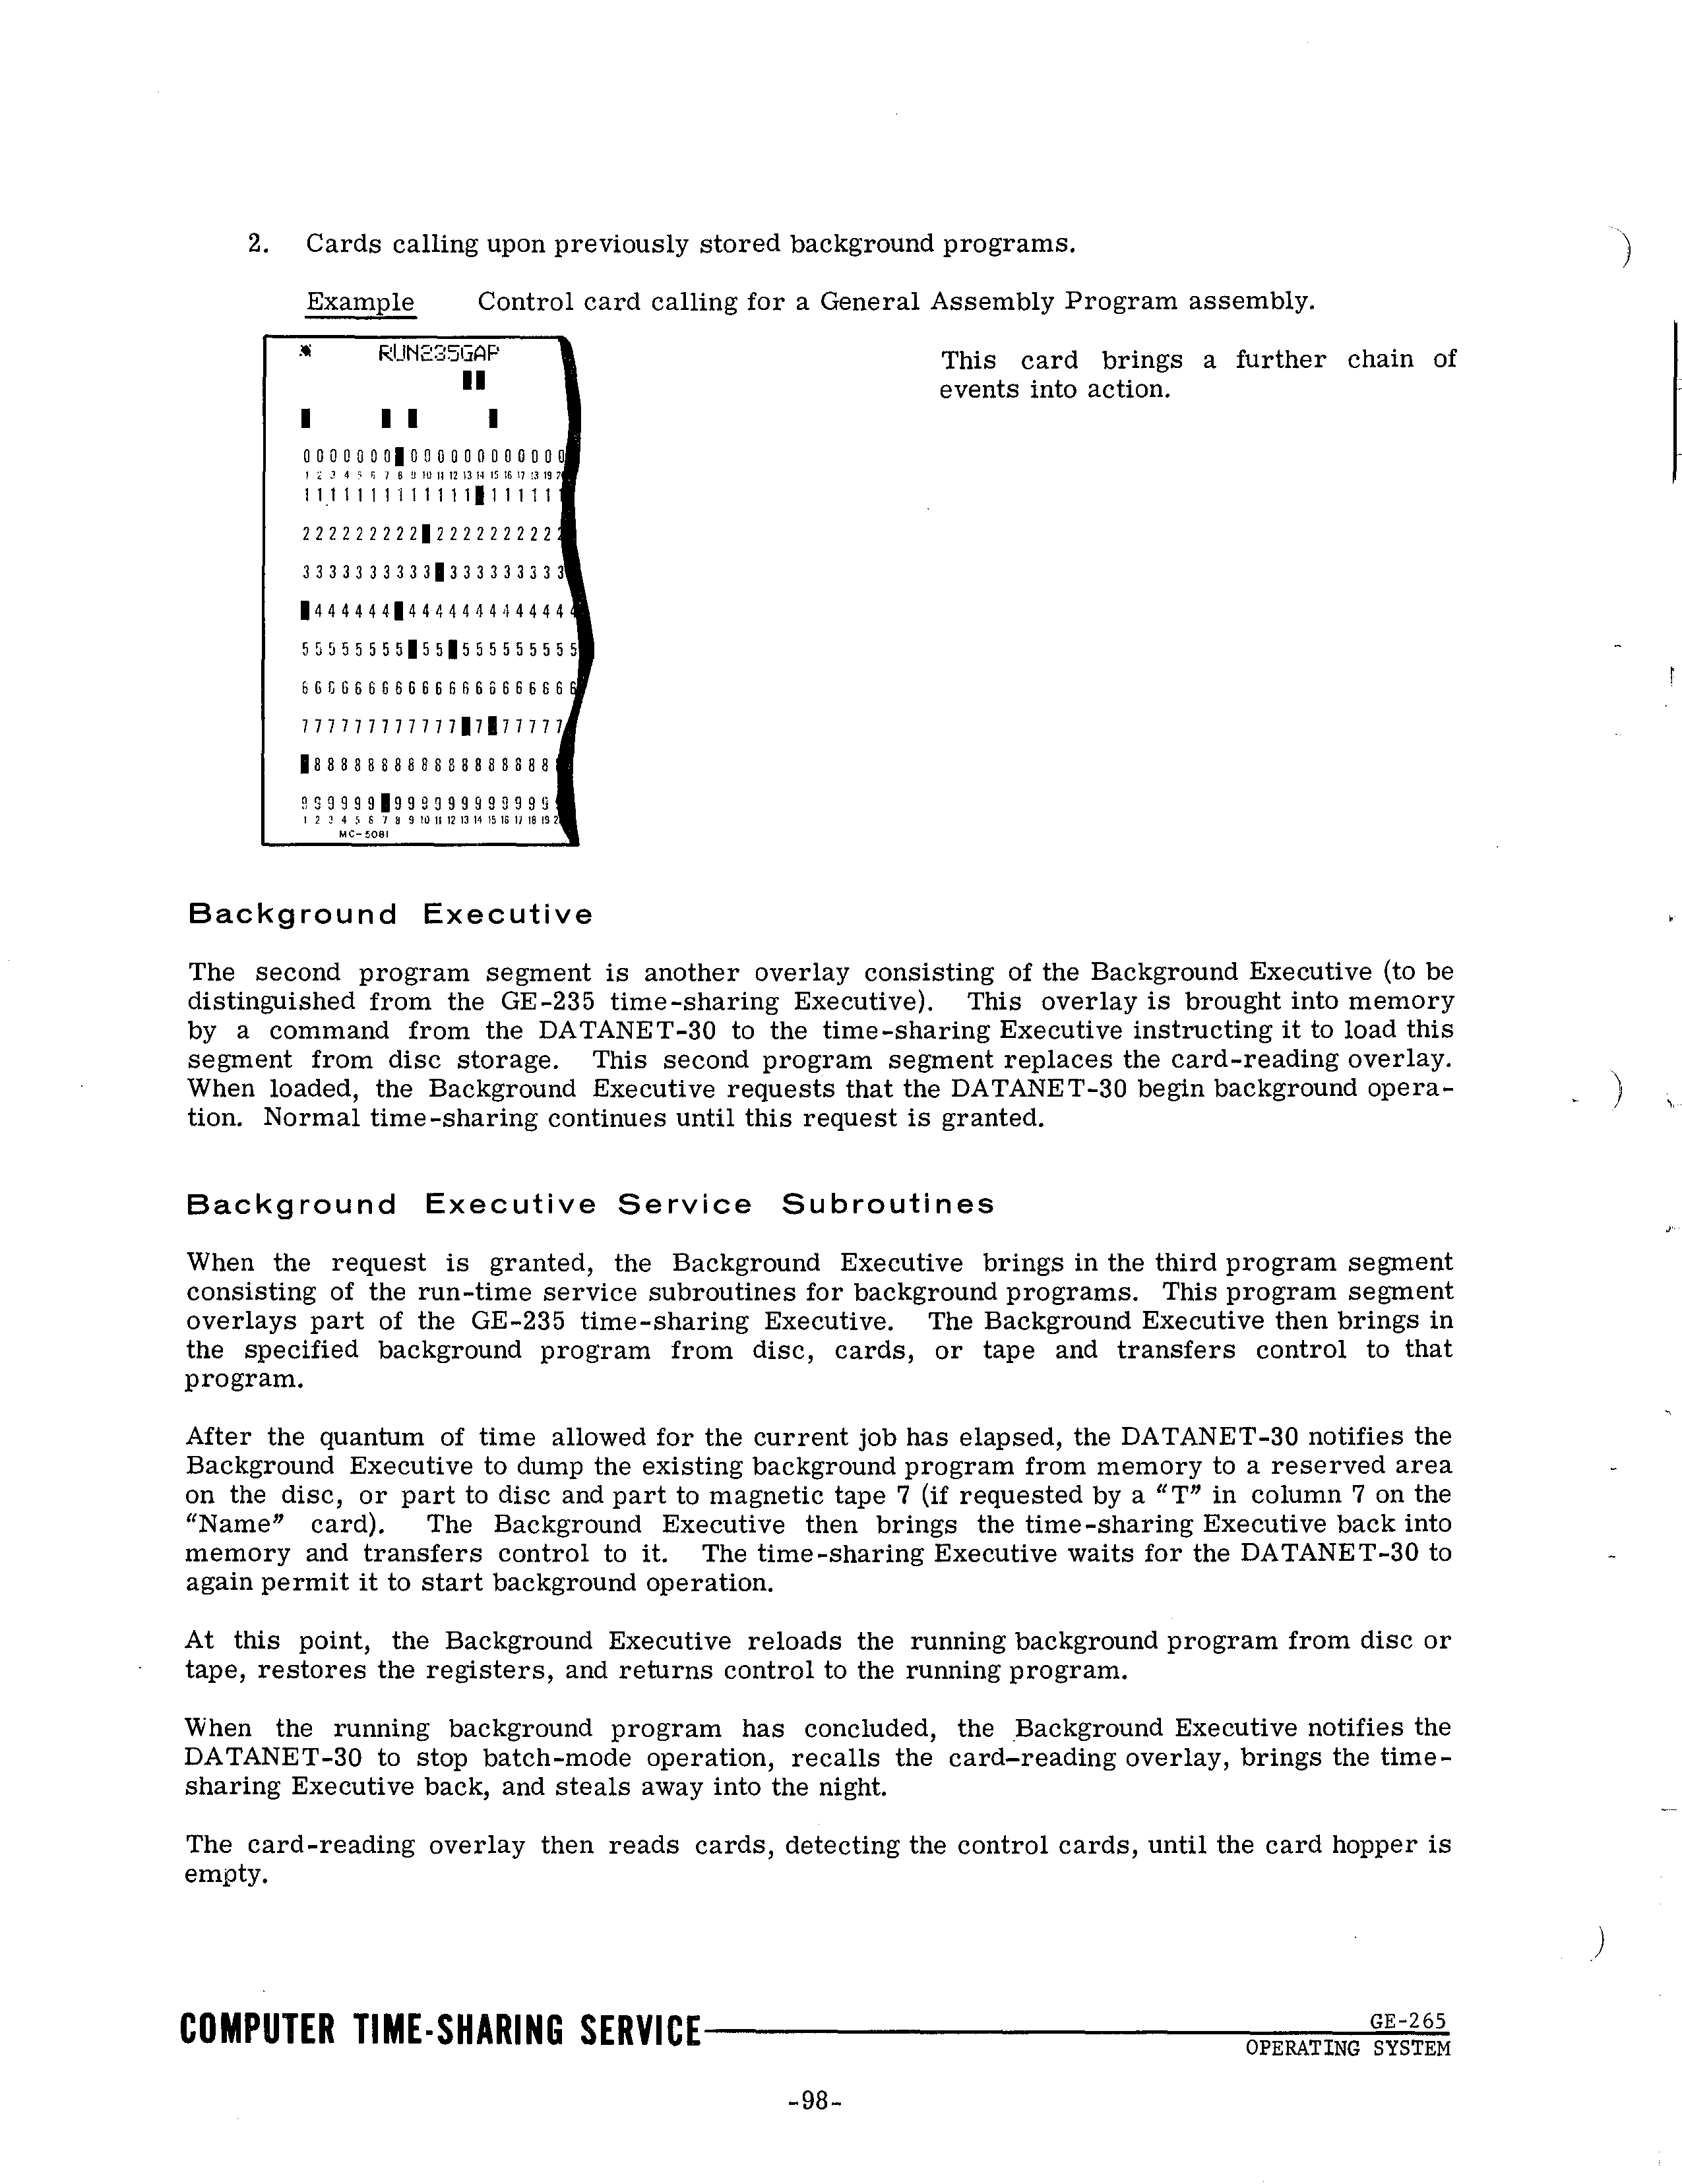 2. Cards calling upon previously stored background programs.
Example Control card calling for a General Assembly Program assembly.
This card brings a further chain of
events into action.
* RUN235GAP
0000000 000000000000
1 2 3 4 5 6 7 8 9 10 11 12 13 14 15 16 17 18 19 2
1111111111111 111111
222222222 2222222222
3333333333 333333333
444444 4444444444444
55555555 55 555555555
666666666666666666666
777777777777 7 77777
888888888888888888
999999 9999999999999
1 2 3 4 5 6 7 8 9 10 11 12 13 14 15 16 17 18 19 2
MC-5081
Background Executive
The second program segment is another overlay consisting of the Background Executive (to be
distinguished from the GE-235 time-sharing Executive). This overlay is brought into memory
by a command from the DATANET-30 to the time-sharing Executive instructing it to load this
segment from disc storage. This second program segment replaces the card-reading overlay.
When loaded, the Background Executive requests that the DATANET-30 begin background opera-
tion. Normal time-sharing continues until this request is granted.
Background Executive Service Subroutines
When the request is granted, the Background Executive brings in the third program segment
consisting of the run-time service subroutines for background programs. This program segment
overlays part of the GE-235 time-sharing Executive. The Background Executive then brings in
the specified background program from disc, cards, or tape and transfers control to that
program.
After the quantum of time allowed for the current job has elapsed, the DATANET-30 notifies the
Background Executive to dump the existing background program from memory to a reserved area
on the disc, or part to disc and part to magnetic tape 7 (if requested by a "T" in column 7 on the
"Name" card). The Background Executive then brings the time-sharing Executive back into
memory and transfers control to it. The time-sharing Executive waits for the DATANET-30 to
again permit it to start background operation.
At this point, the Background Executive reloads the running background program from disc or
tape, restores the registers, and returns control to the running program.
When the running background program has concluded, the Background Executive notifies the
DATANET-30 to stop batch-mode operation, recalls the card-reading overlay, brings the time-
sharing Executive back, and steals away into the night.
The card-reading overlay then reads cards, detecting the control cards, until the card hopper is
empty.
COMPUTER TIME-SHARING SERVICE
GE-265
OPERATING SYSTEM
-98-